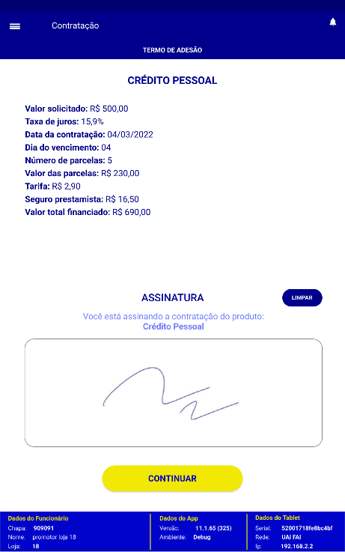 Contratação
TERMO DE ADESÃO
CRÉDITO PESSOAL
Valor solicitado: R$ 500,00
Taxa de juros: 15,9%
Data da contratação: 04/03/2022
Dia do vencimento: 04
Número de parcelas: 5
Valor das parcelas: R$ 230,00
Tarifa: R$ 2,90
Seguro prestamista: R$ 16,50
Valor total financiado: R$ 690,00
ASSINATURA
LIMPAR
Você está assinando a contratação do produto:
Crédito Pessoal
CONTINUAR
Dados do Funcionário
Chapa: 909091
Nome: promotor loja 18
Loja: 18
Dados do App
Versão: 11.1.65 (325)
Ambiente: Debug
Dados do Tablet
Serial: 52001718fe8bc4bf
Rede: UAI FAI
Ip: 192.168.2.2